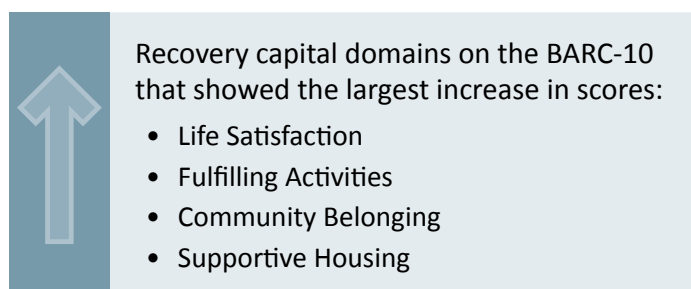 Recovery capital domains on the BARC-10
that showed the largest increase in scores:
• Life Satisfaction
• Fulfilling Activities
• Community Belonging
• Supportive Housing